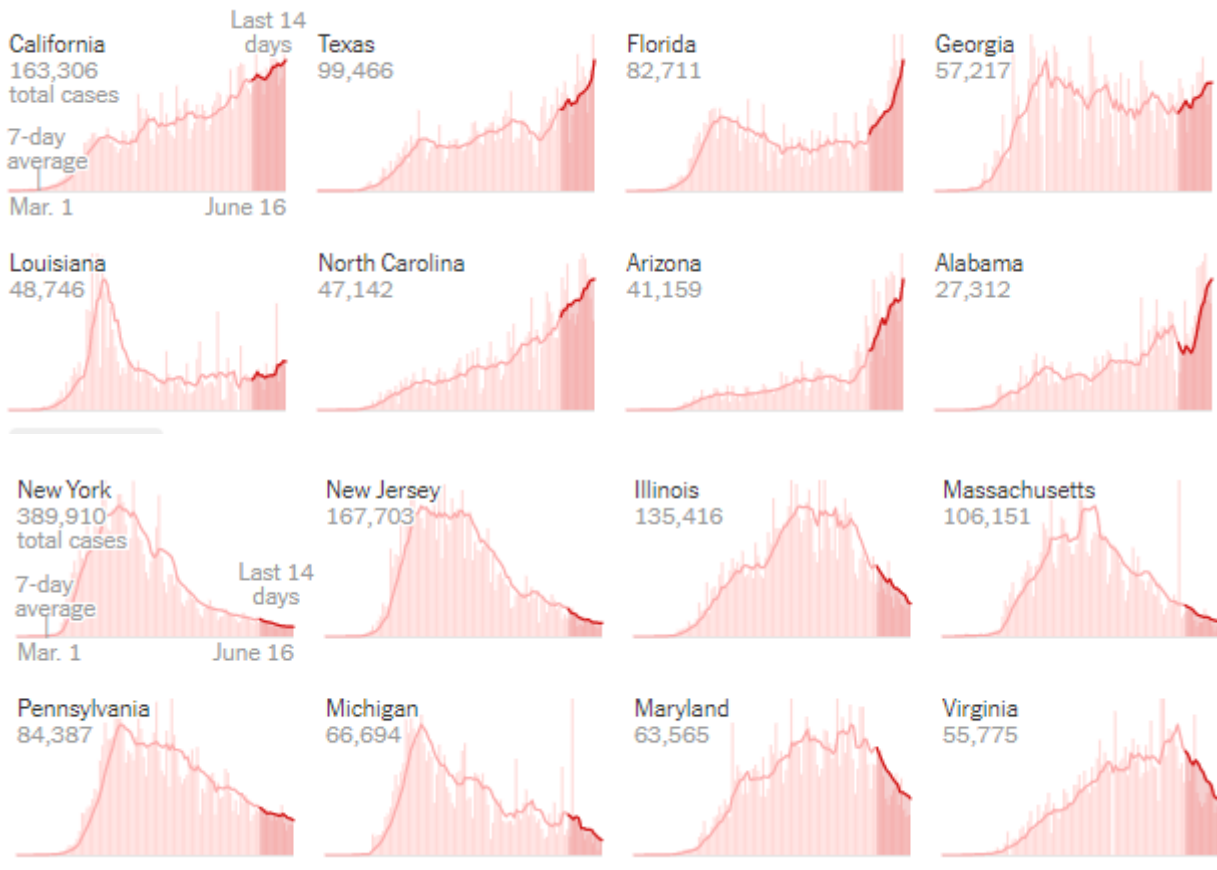 Last 14
days
California
163,306
total cases
7-day
average
Mar. 1
June 16
Texas
99,466
Florida
82,711
Georgia
57,217
Louisiana
48,746
North Carolina
47,142
Arizona
41,159
Alabama
27,312
New York
389,910
total cases
7-day
average
Last 14
days
Mar. 1
June 16
New Jersey
167,703
Illinois
135,416
Massachusetts
106,151
Pennsylvania
84,387
Michigan
66,694
Maryland
63,565
Virginia
55,775